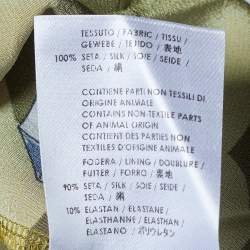 TESSUTO / FABRIC / TISSU /
GEWEBE / TEJIDO / 表地
100% SETA / SILK / SOIE / SEIDE /
SEDA / 絹
CONTIENE PARTI NON TESSILI DI
ORIGINE ANIMALE
CONTAINS NON-TEXTILE PARTS
OF ANIMAL ORIGIN
CONTIENT DES PARTIES NON
TEXTILES D'ORIGINE ANIMALE
FODERA / LINING / DOUBLURE /
FUTTER / FORRO / 裏地
90% SETA / SILK / SOIE / SEIDE /
SEDA / 絹
10% ELASTAN / ELASTANE /
ELASTHANNE / ELASTHAN /
ELASTANO / ポリウレタン